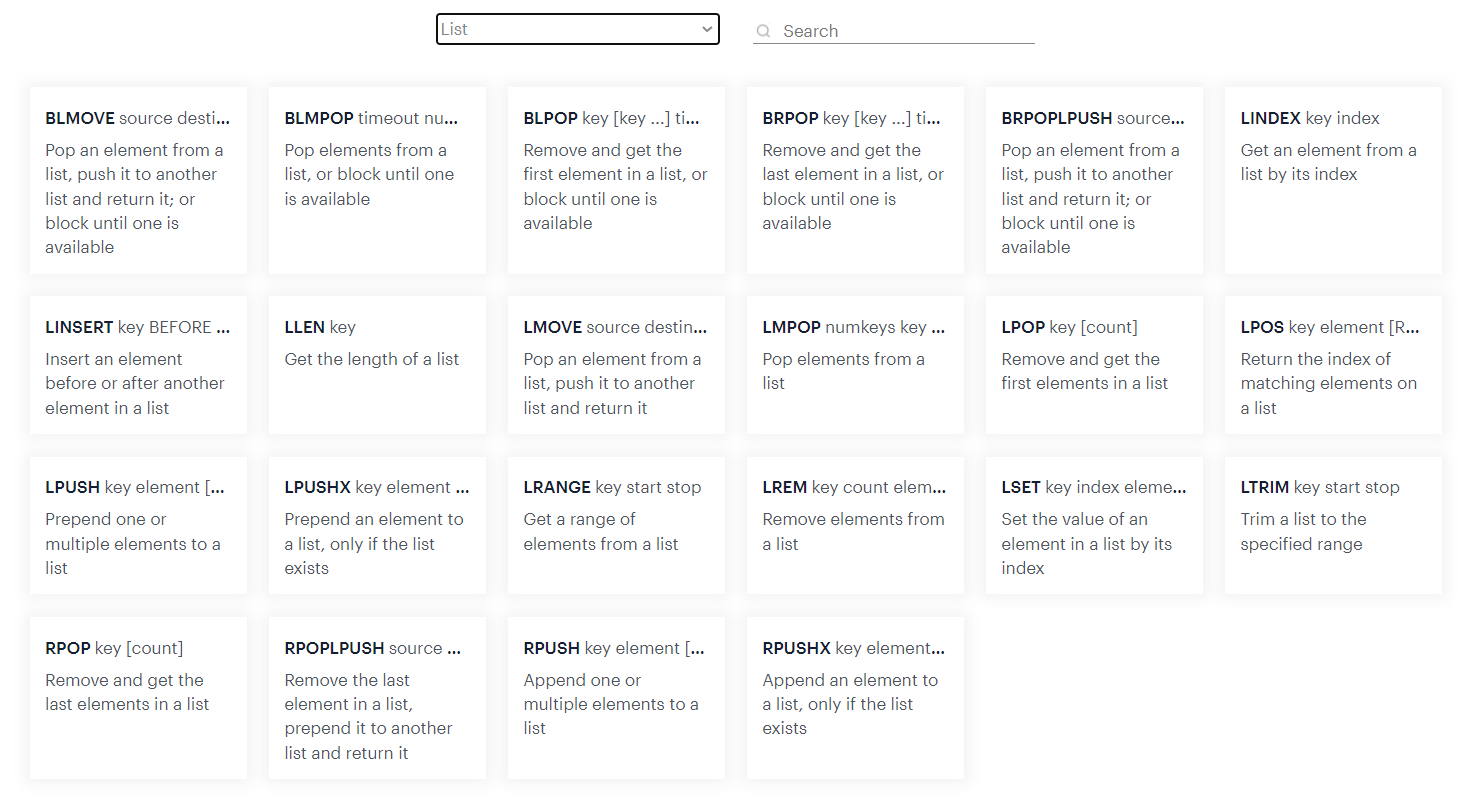 List
Search
BLMOVE source desti...
Pop an element from a
list, push it to another
list and return it; or
block until one is
available
BLMPOP timeout nu...
Pop elements from a
list, or block until one
is available
BLPOP key [key ...] ti...
Remove and get the
first element in a list, or
block until one is
available
BRPOP key [key ...] ti...
Remove and get the
last element in a list, or
block until one is
available
BRPOPLPUSH source...
Pop an element from a
list, push it to another
list and return it; or
block until one is
available
LINDEX key index
Get an element from a
list by its index
LINSERT key BEFORE ...
Insert an element
before or after another
element in a list
LLEN key
Get the length of a list
LMOVE source destin...
Pop an element from a
list, push it to another
list and return it
LMPOP numkeys key ...
Pop elements from a
list
LPOP key [count]
Remove and get the
first elements in a list
LPOS key element [R...
Return the index of
matching elements on
a list
LPUSH key element [...
Prepend one or
multiple elements to a
list
LPUSHX key element ...
Prepend an element to
a list, only if the list
exists
LRANGE key start stop
Get a range of
elements from a list
LREM key count elem...
Remove elements from
a list
LSET key index eleme...
Set the value of an
element in a list by its
index
LTRIM key start stop
Trim a list to the
specified range
RPOP key [count]
Remove and get the
last elements in a list
RPOPLPUSH source ...
Remove the last
element in a list,
prepend it to another
list and return it
RPUSH key element [...
Append one or
multiple elements to a
list
RPUSHX key element...
Append an element to
a list, only if the list
exists